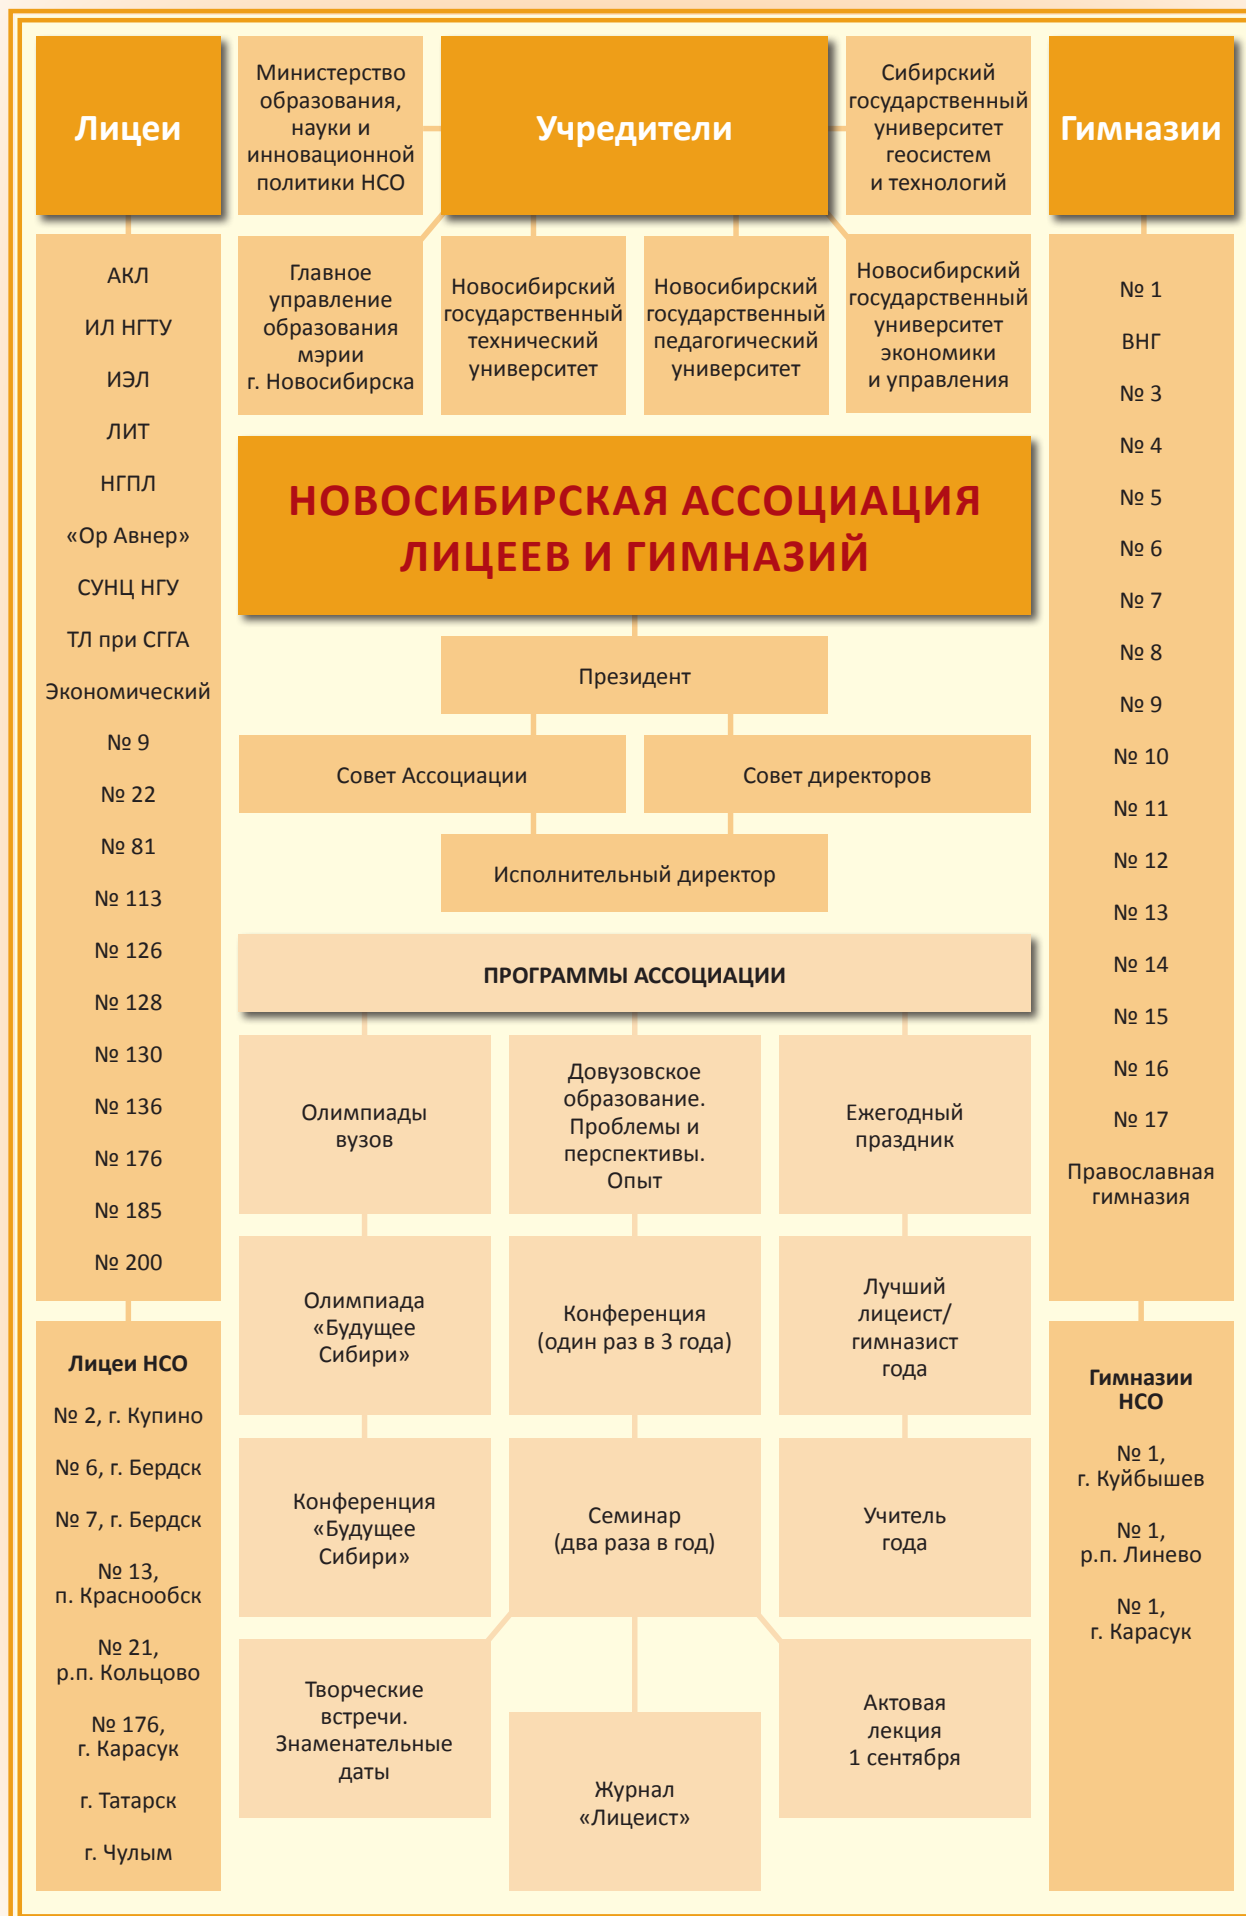 Лицеи
АКЛ
ИЛ НГТУ
ИЭЛ
ЛИТ
НГПЛ
«Ор Авнер»
СУНЦ НГУ
ТЛ при СГГА
Экономический
№ 9
№ 22
№ 81
№ 113
№ 126
№ 128
№ 130
№ 136
№ 176
№ 185
№ 200
Лицеи НСО
№ 2, г. Купино
№ 6, г. Бердск
№ 7, г. Бердск
№ 13,
п. Краснообск
№ 21,
р.п. Кольцово
№ 176,
г. Карасук
г. Татарск
г. Чулым
Министерство
образования,
науки и
инновационной
политики НСО
Учредители
Сибирский
государственный
университет
геосистем
и технологий
Главное
управление
образования
мэрии
г. Новосибирска
Новосибирский
государственный
технический
университет
Новосибирский
государственный
педагогический
университет
Новосибирский
государственный
университет
экономики
и управления
НОВОСИБИРСКАЯ АССОЦИАЦИЯ
ЛИЦЕЕВ И ГИМНАЗИЙ
Президент
Совет Ассоциации
Совет директоров
Исполнительный директор
ПРОГРАММЫ АССОЦИАЦИИ
Олимпиады
вузов
Довузовское
образование.
Проблемы и
перспективы.
Опыт
Ежегодный
праздник
Олимпиада
«Будущее
Сибири»
Конференция
(один раз в 3 года)
Лучший
лицеист/
гимназист
года
Конференция
«Будущее
Сибири»
Семинар
(два раза в год)
Учитель
года
Творческие
встречи.
Знаменательные
даты
Журнал
«Лицеист»
Актовая
лекция
1 сентября
Гимназии
№ 1
ВНГ
№ 3
№ 4
№ 5
№ 6
№ 7
№ 8
№ 9
№ 10
№ 11
№ 12
№ 13
№ 14
№ 15
№ 16
№ 17
Православная
гимназия
Гимназии
НСО
№ 1,
г. Куйбышев
№ 1,
р.п. Линево
№ 1,
г. Карасук